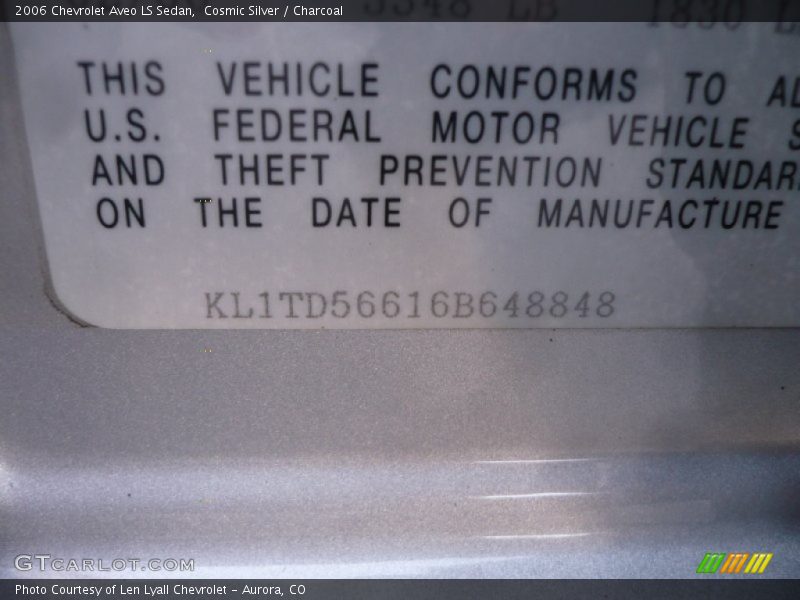 2006 Chevrolet Aveo LS Sedan, Cosmic Silver / Charcoal
LB
THIS VEHICLE CONFORMS TO
U.S. FEDERAL MOTOR VEHICLE
AND THEFT PREVENTION
ON THE DATE OF MANUFACTURE
KL1TD56616B648848
GTCARLOT.COM
Photo Courtesy of Len Lyall Chevrolet – Aurora, CO